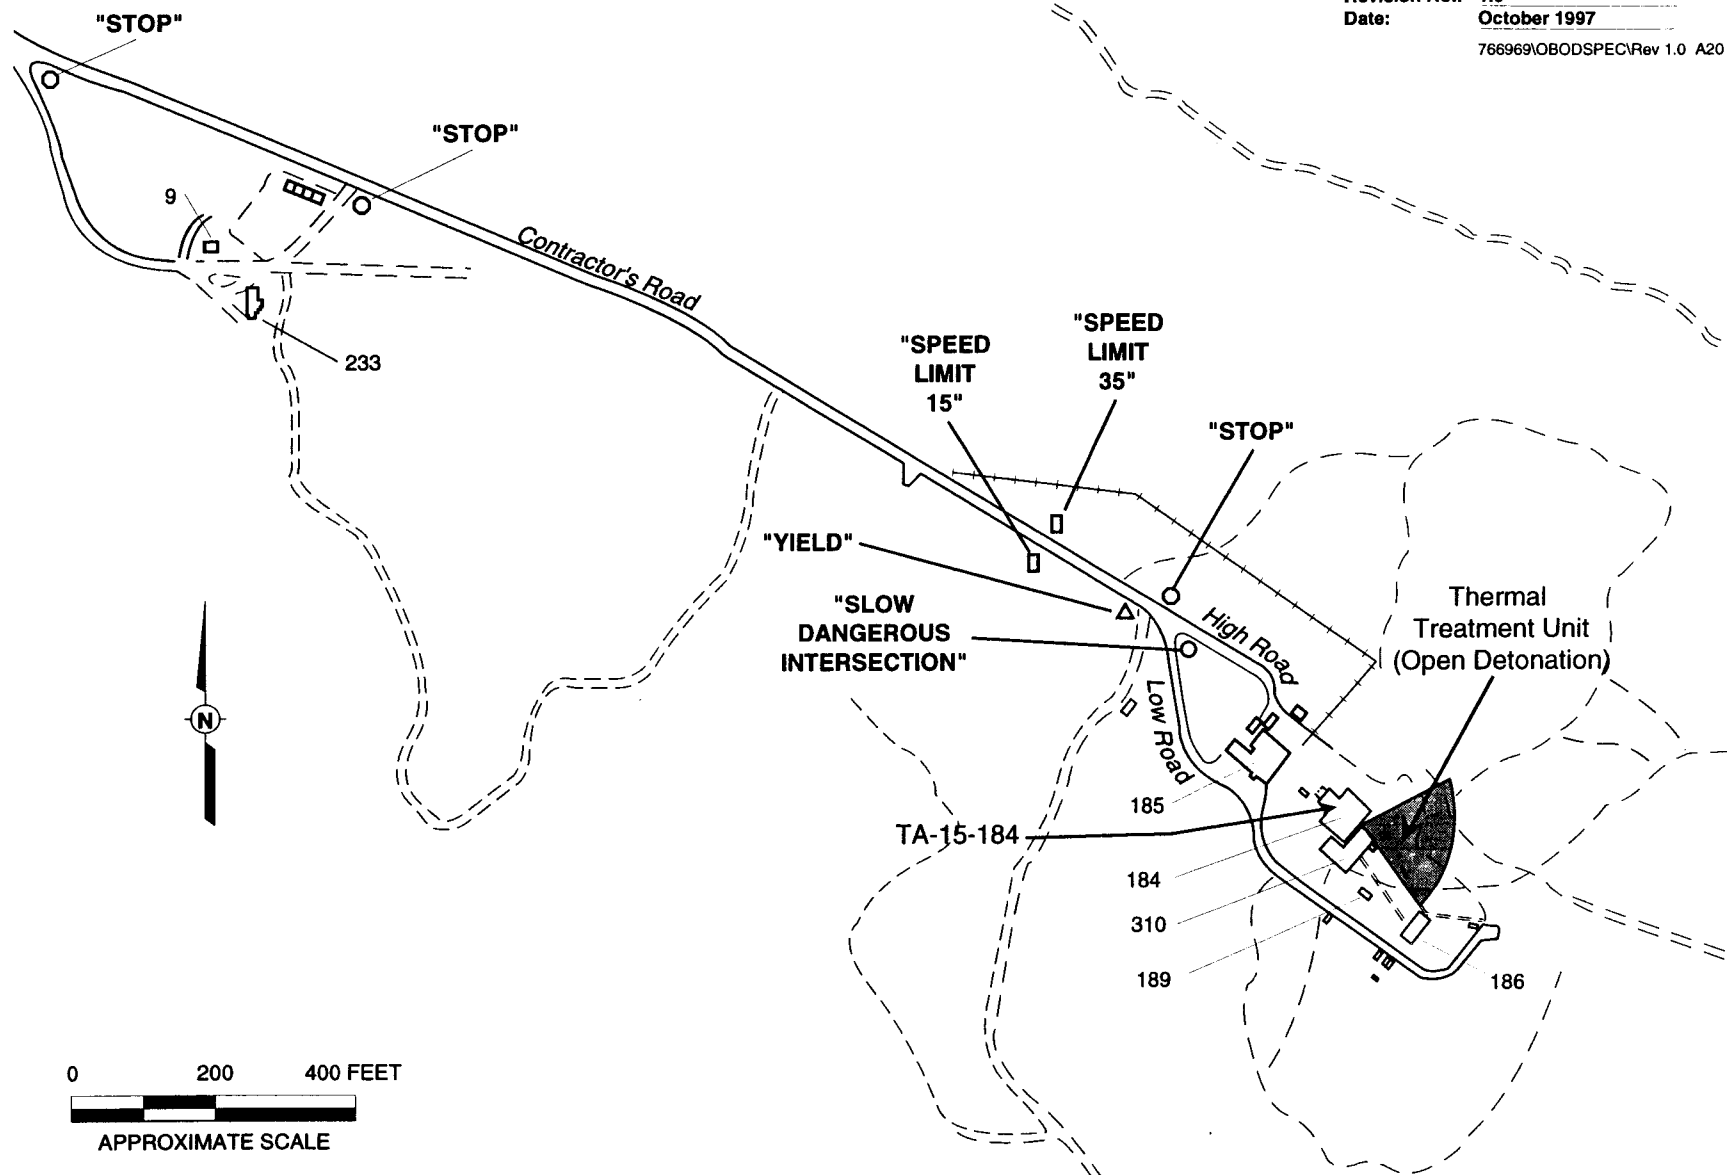 Date: October 1997
766969\OBODSPEC\Rev 1.0 A20
"STOP"
"STOP"
9
Contractor's Road
233
"SPEED
LIMIT
15"
"SPEED
LIMIT
35"
"STOP"
"YIELD"
"SLOW
DANGEROUS
INTERSECTION"
High Road
Low Road
Thermal
Treatment Unit
(Open Detonation)
185
TA-15-184
184
310
189
186
N
0 200 400 FEET
APPROXIMATE SCALE